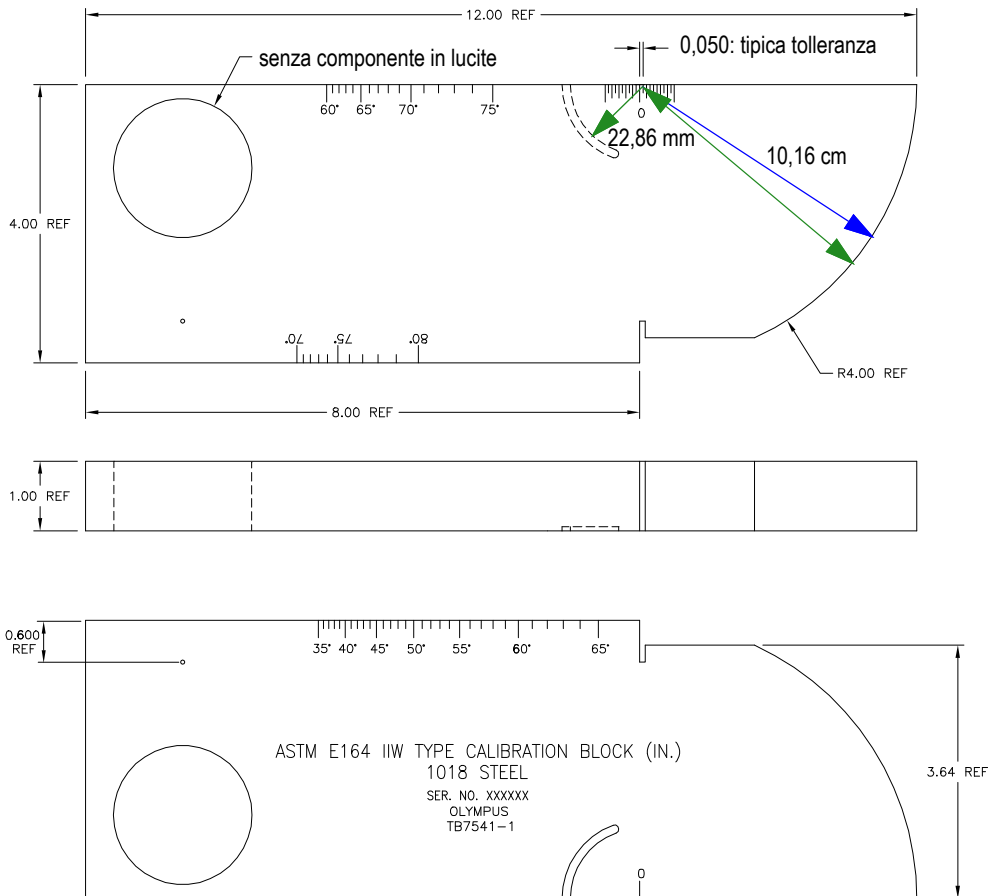 12.00 REF
senza componente in lucite
0,050: tipica tolleranza
60° 65° 70° 75°
0
22,86 mm
10,16 cm
4.00 REF
70° 75° 80°
R4.00 REF
8.00 REF
1.00 REF
0.600
REF
35° 40° 45° 50° 55° 60° 65°
ASTM E164 IIW TYPE CALIBRATION BLOCK (IN.)
1018 STEEL
3.64 REF
SER. NO. XXXXXX
OLYMPUS
TB7541-1
0